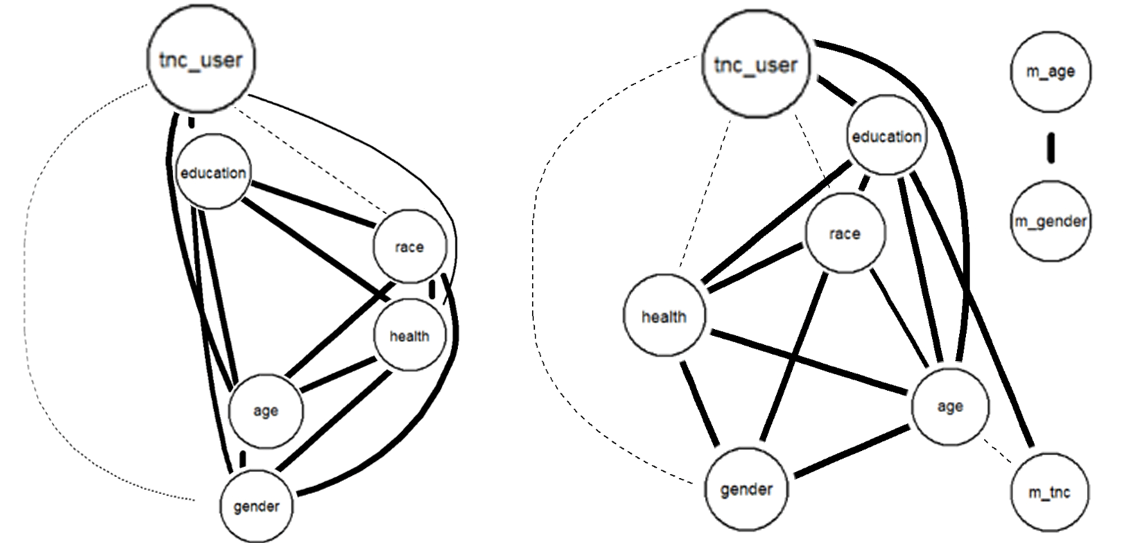 tnc_user
education
race
health
age
gender
tnc_user
education
race
health
age
gender
m_tnc
m_age
m_gender